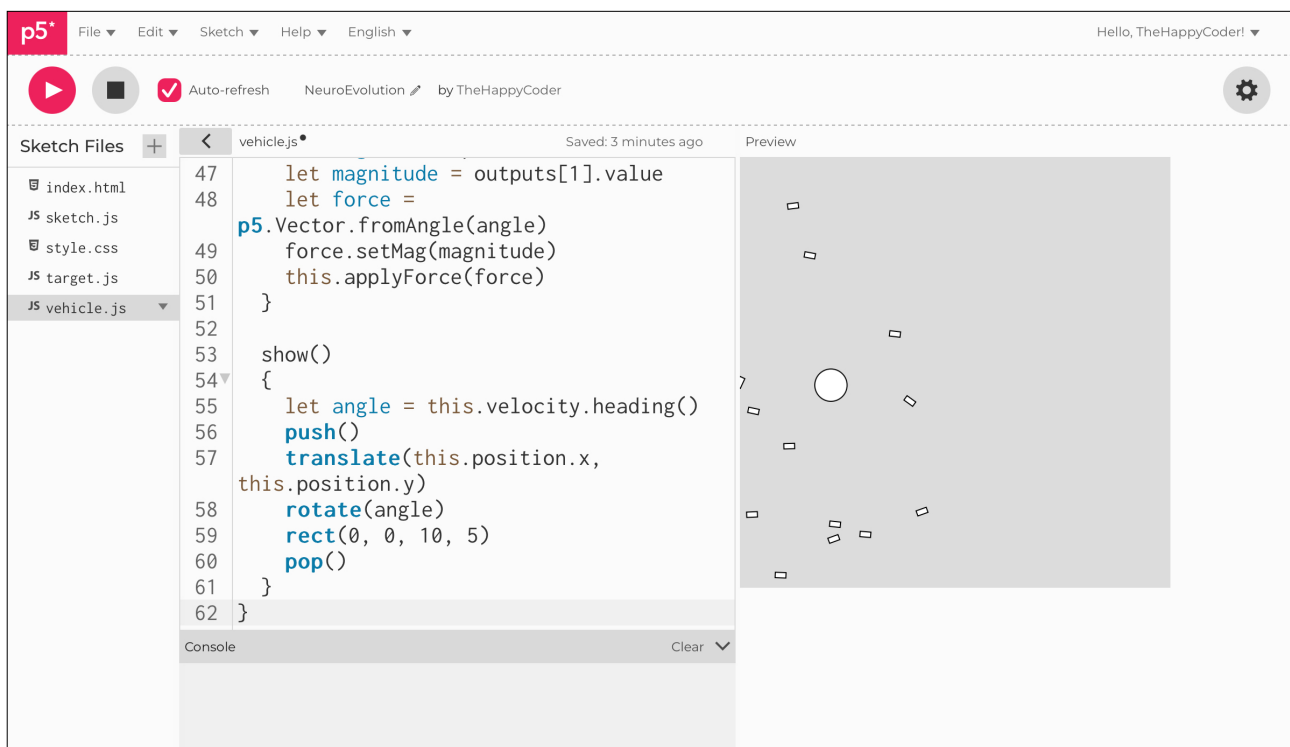 p5* File Edit Sketch Help English Hello, TheHappyCoder!
Auto-refresh NeuroEvolution by TheHappyCoder
Sketch Files
index.html
sketch.js
style.css
target.js
vehicle.js
vehicle.js Saved: 3 minutes ago
47 let magnitude = outputs[1].value
48 let force =
p5.Vector.fromAngle(angle)
49 force.setMag(magnitude)
50 this.applyForce(force)
51 }
52
53 show()
54 {
55 let angle = this.velocity.heading()
56 push()
57 translate(this.position.x,
this.position.y)
58 rotate(angle)
59 rect(0, 0, 10, 5)
60 pop()
61 }
62 }
Console Clear
Preview